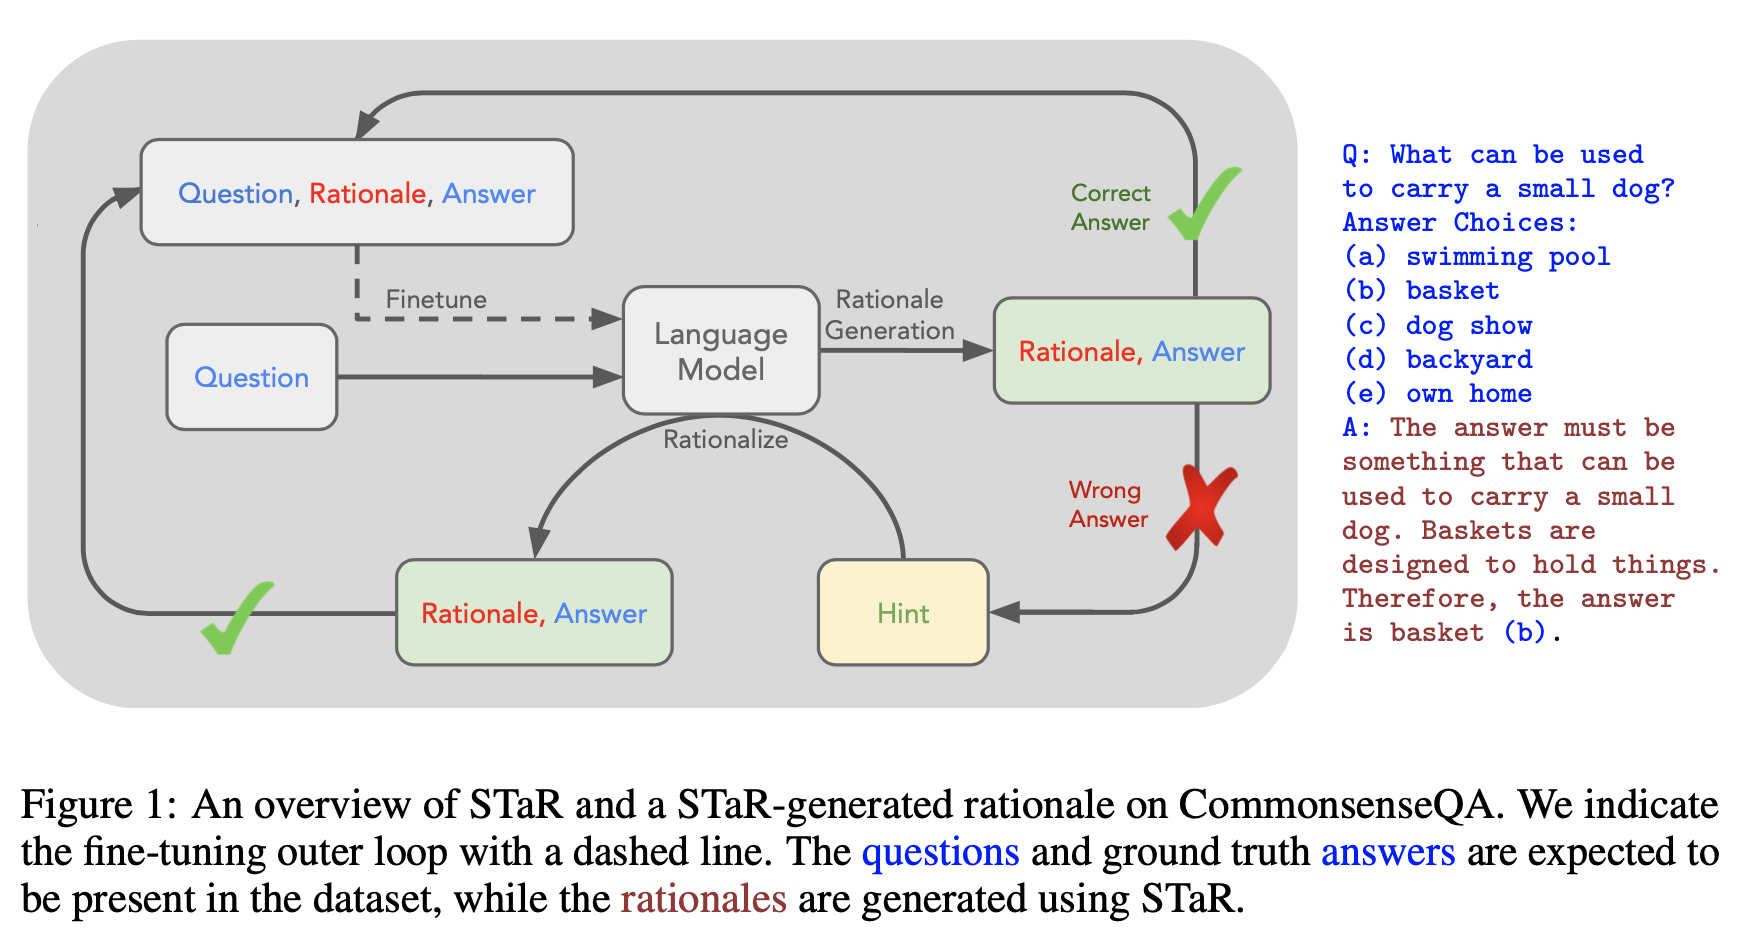 Question, Rationale, Answer
Finetune
Question
Language
Model
Rationale
Generation
Rationale, Answer
Correct
Answer
Wrong
Answer
Rationalize
Rationale, Answer
Hint
Q: What can be used
to carry a small dog?
Answer Choices:
(a) swimming pool
(b) basket
(c) dog show
(d) backyard
(e) own home
A: The answer must be
something that can be
used to carry a small
dog. Baskets are
designed to hold things.
Therefore, the answer
is basket (b).
Figure 1: An overview of STaR and a STaR-generated rationale on CommonsenseQA. We indicate
the fine-tuning outer loop with a dashed line. The questions and ground truth answers are expected to
be present in the dataset, while the rationales are generated using STaR.